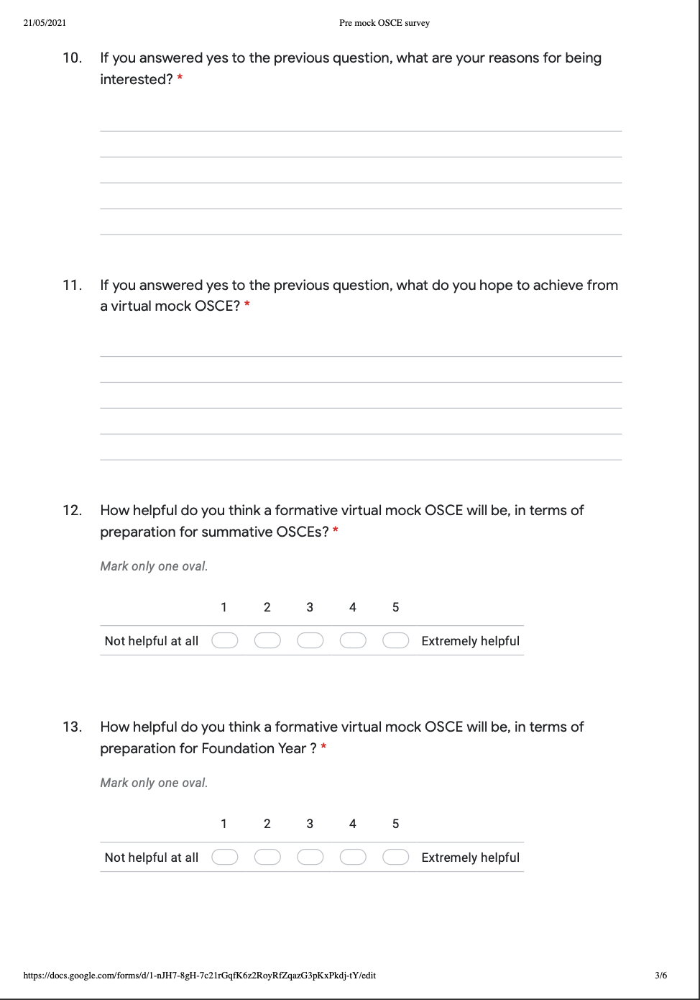 21/05/2021 Pre mock OSCE survey
10. If you answered yes to the previous question, what are your reasons for being
interested? *
11. If you answered yes to the previous question, what do you hope to achieve from
a virtual mock OSCE? *
12. How helpful do you think a formative virtual mock OSCE will be, in terms of
preparation for summative OSCEs? *
Mark only one oval.
1 2 3 4 5
Not helpful at all Extremely helpful
13. How helpful do you think a formative virtual mock OSCE will be, in terms of
preparation for Foundation Year ? *
Mark only one oval.
1 2 3 4 5
Not helpful at all Extremely helpful
https://docs.google.com/forms/d/1-nJH7-8gH-7c21rGqfK6z2RoyRfZqazG3pKxPkdj-tY/edit 3/6